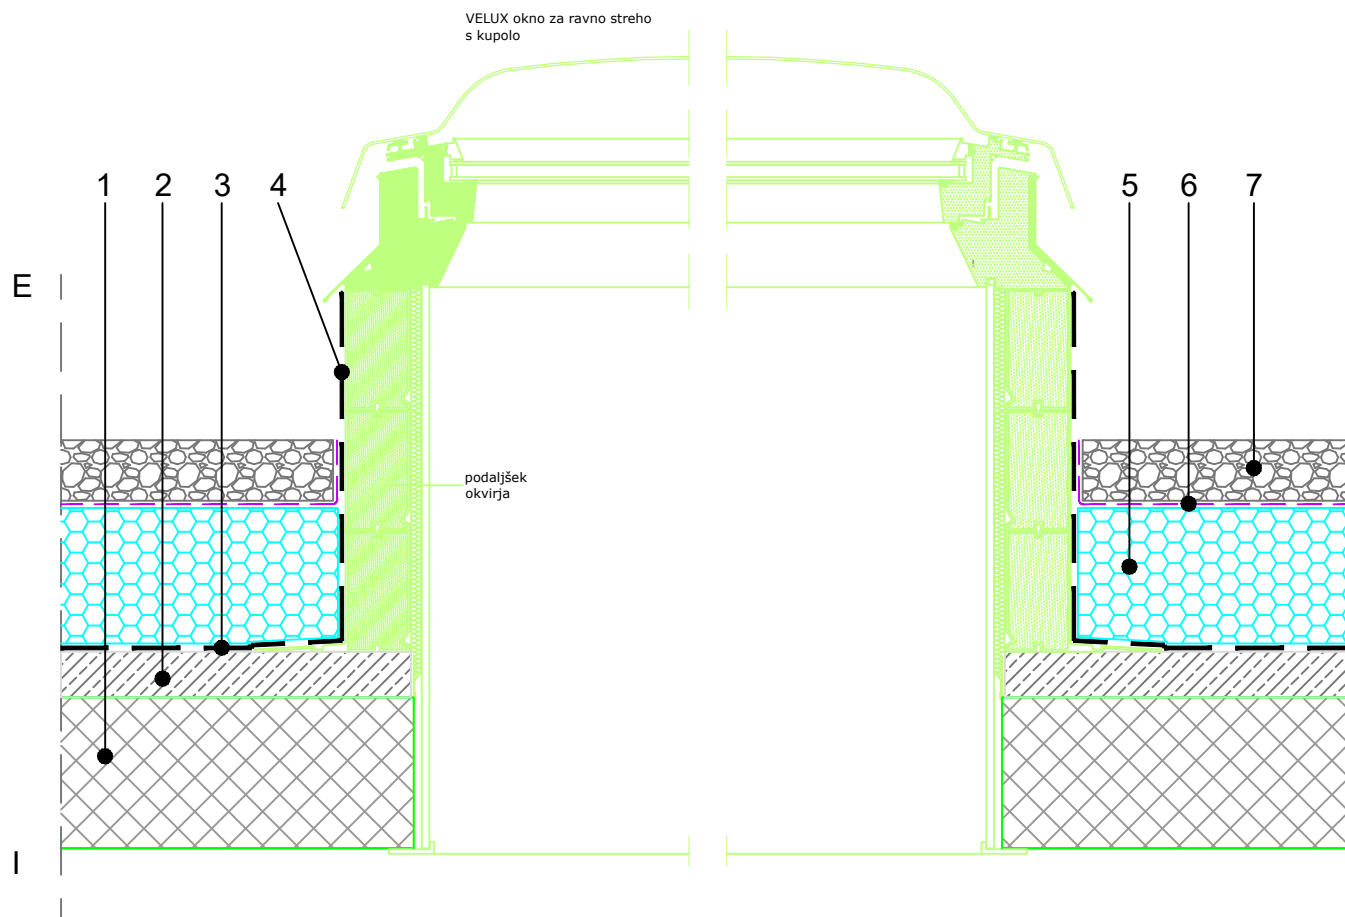 VELUX okno za ravno streho
s kupolo
1 2 3 4 5 6 7
E
podaljšek
okvirja
I